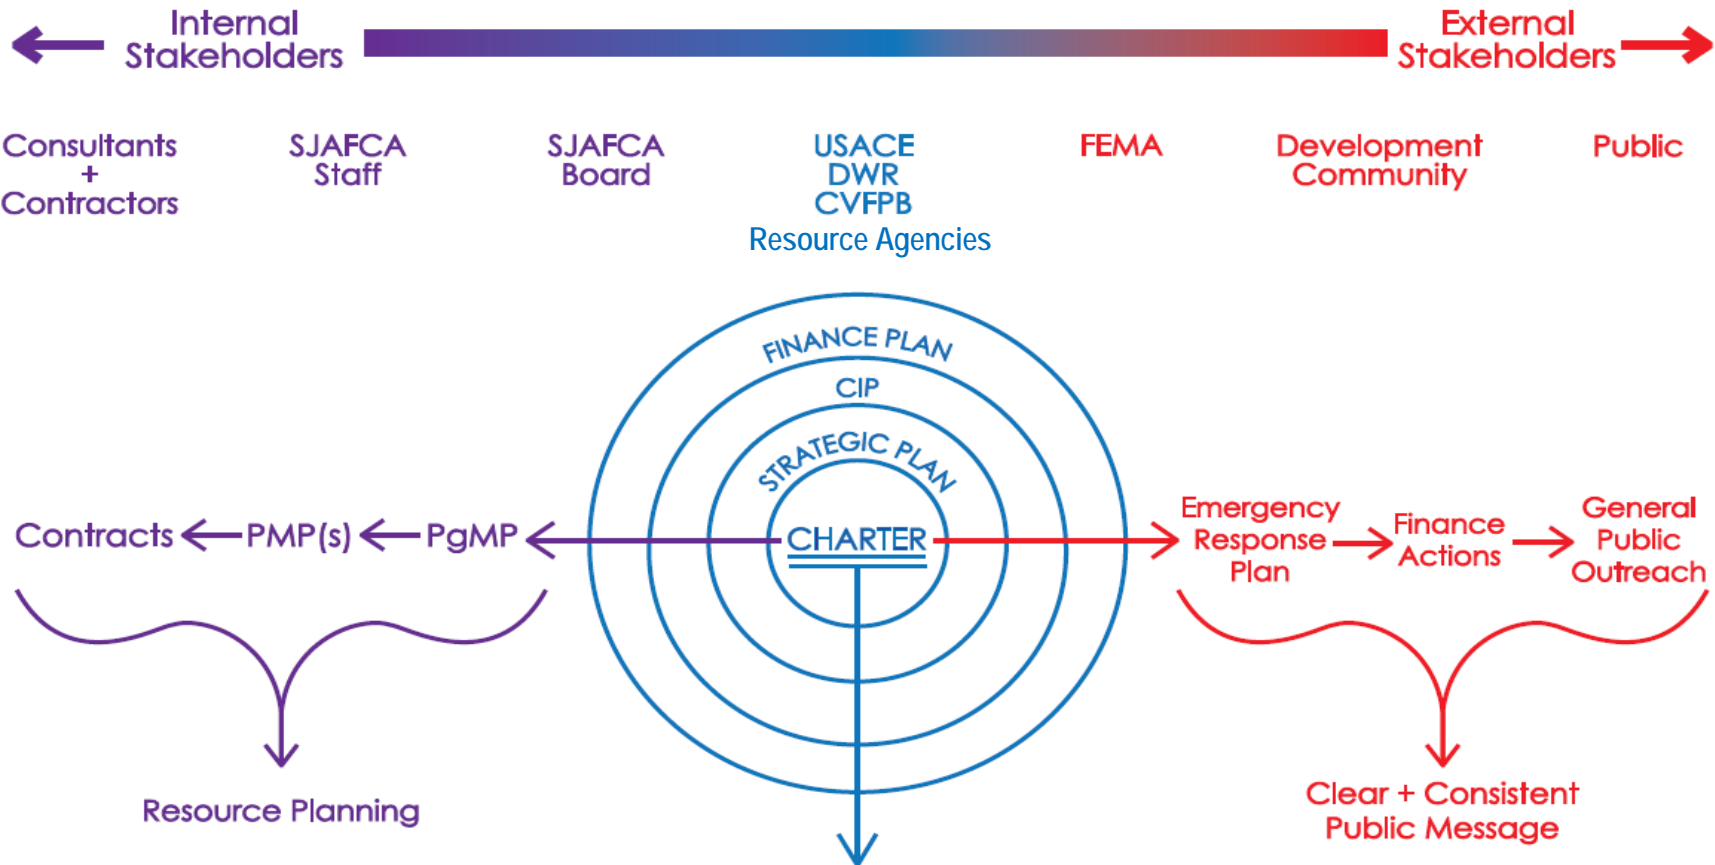 Internal
Stakeholders
External
Stakeholders
Consultants
+
Contractors
SJAFCA
Staff
SJAFCA
Board
USACE
DWR
CVFPB
Resource Agencies
FEMA
Development
Community
Public
FINANCE PLAN
CIP
STRATEGIC PLAN
CHARTER
Contracts
PMP(s)
PgMP
Emergency
Response
Plan
Finance
Actions
General
Public
Outreach
Resource Planning
Clear + Consistent
Public Message